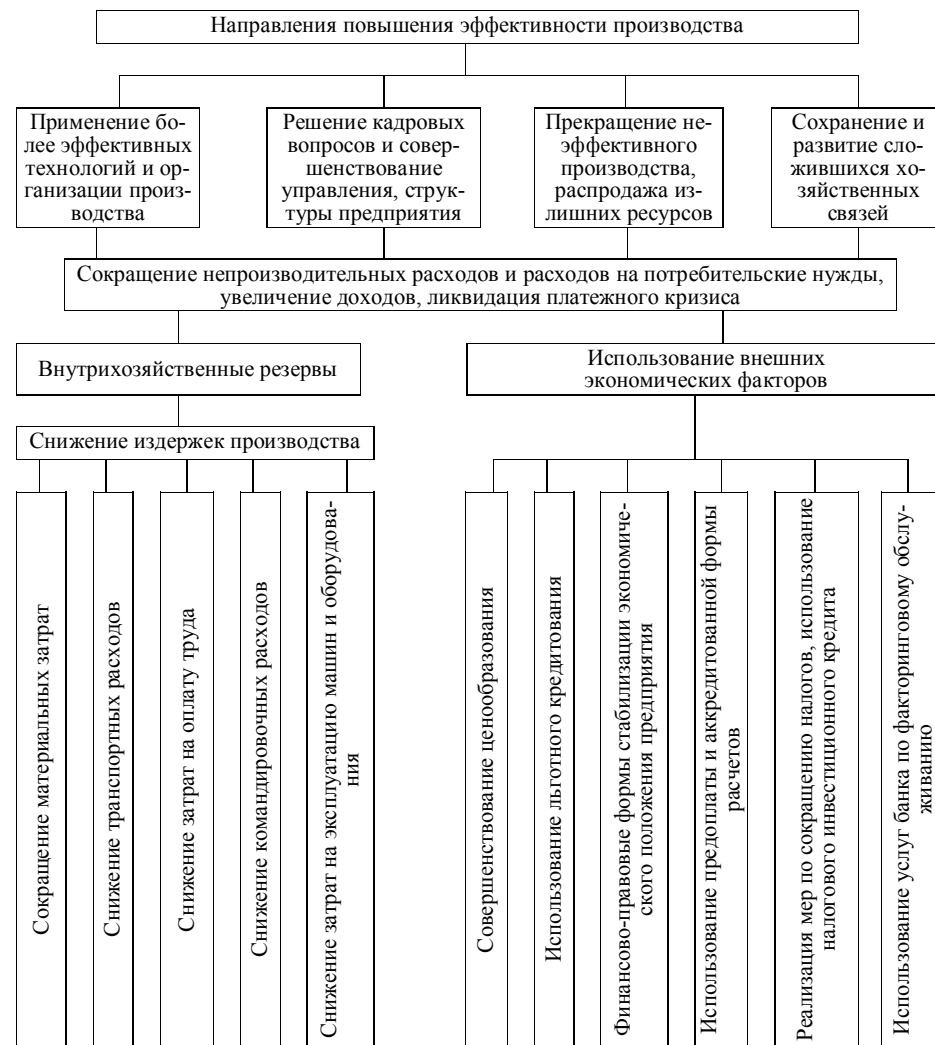 Направления повышения эффективности производства
Применение бо-
лее эффективных
технологий и ор-
ганизации произ-
водства
Решение кадровых
вопросов и совер-
шенствование
управления, струк-
туры предприятия
Прекращение не-
эффективного
производства,
распродажа из-
лишних ресурсов
Сохранение и
развитие сло-
жившихся хо-
зяйственных
связей
Сокращение непроизводительных расходов и расходов на потребительские нужды,
увеличение доходов, ликвидация платежного кризиса
Внутрихозяйственные резервы
Использование внешних
экономических факторов
Снижение издержек производства
Сокращение материальных затрат
Снижение транспортных расходов
Снижение затрат на оплату труда
Снижение командировочных расходов
Снижение затрат на эксплуатацию машин и оборудова-
ния
Совершенствование ценообразования
Использование льготного кредитования
Финансово-правовые формы стабилизации экономиче-
ского положения предприятия
Использование предоплаты и аккредитованной формы
расчетов
Реализация мер по сокращению налогов, использование
налогового инвестиционного кредита
Использование услуг банка по факторинговому обслу-
живанию